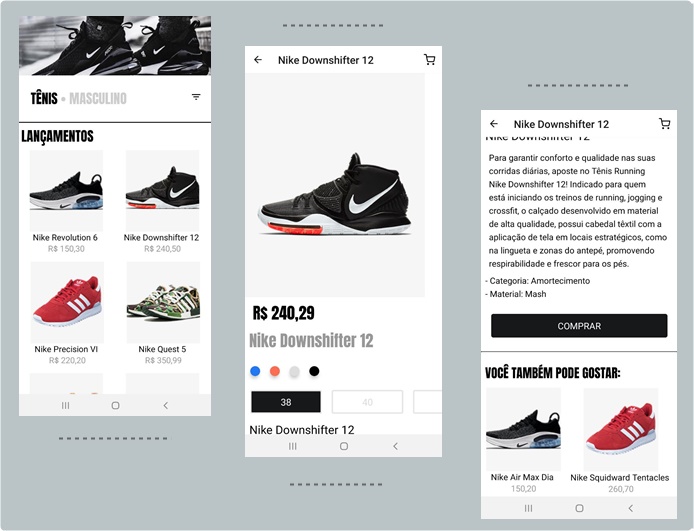 TÊNIS • MASCULINO
LANÇAMENTOS
Nike Revolution 6
R$ 150,30
Nike Downshifter 12
R$ 240,50
Nike Precision VI
R$ 220,20
Nike Quest 5
R$ 350,99
Nike Downshifter 12
R$ 240,29
Nike Downshifter 12
38
40
Nike Downshifter 12
Nike Downshifter 12
Nike Downshifter 12
Para garantir conforto e qualidade nas suas
corridas diárias, aposte no Tênis Running
Nike Downshifter 12! Indicado para quem
está iniciando os treinos de running, jogging e
crossfit, o calçado desenvolvido em material
de alta qualidade, possui cabedal têxtil com a
aplicação de tela em locais estratégicos, como
na lingueta e zonas do antepé, promovendo
respirabilidade e frescor para os pés.
- Categoria: Amortecimento
- Material: Mash
COMPRAR
VOCÊ TAMBÉM PODE GOSTAR:
Nike Air Max Dia
150,20
Nike Squidward Tentacles
260,70